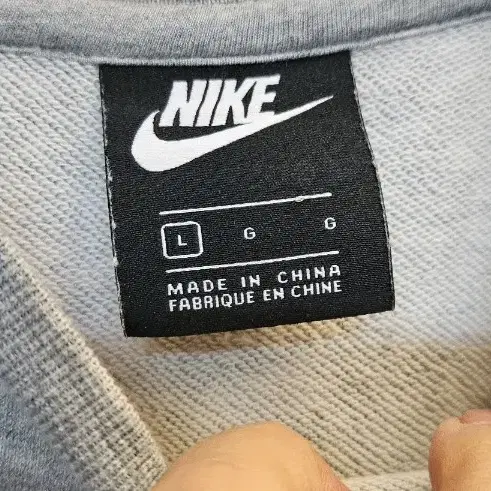 NIKE
L G G
MADE IN CHINA
FABRIQUE EN CHINE